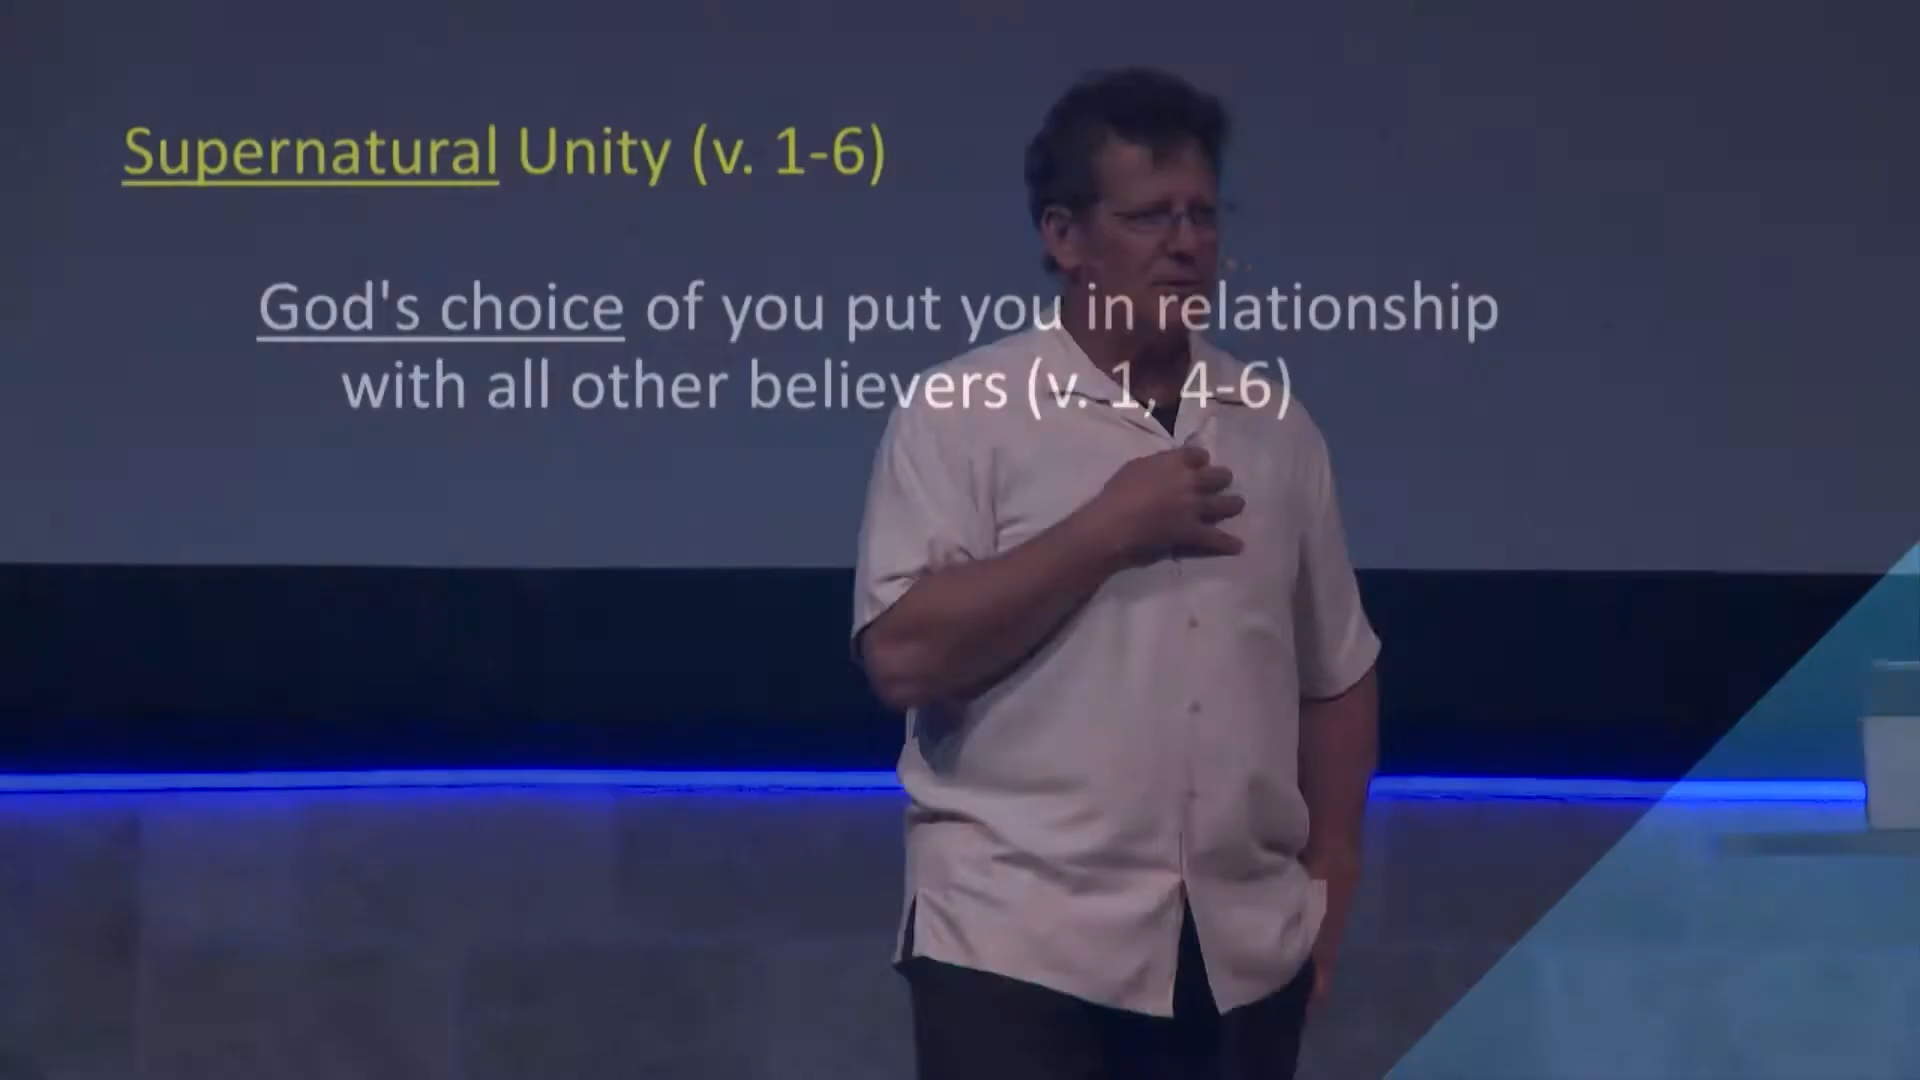 Supernatural Unity (v. 1-6)
God's choice of you put you in relationship
with all other believers (v. 1, 4-6)